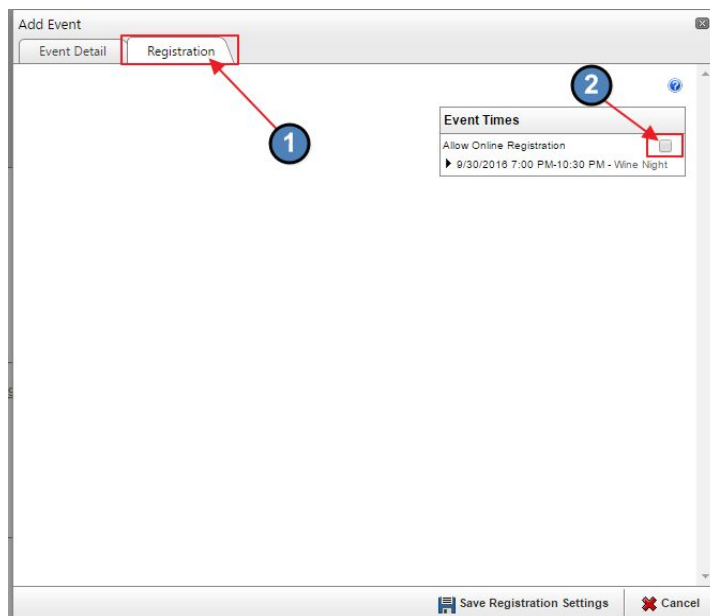 Add Event
Event Detail
Registration
2
Event Times
1
Allow Online Registration
9/30/2016 7:00 PM-10:30 PM - Wine Night
Save Registration Settings
Cancel